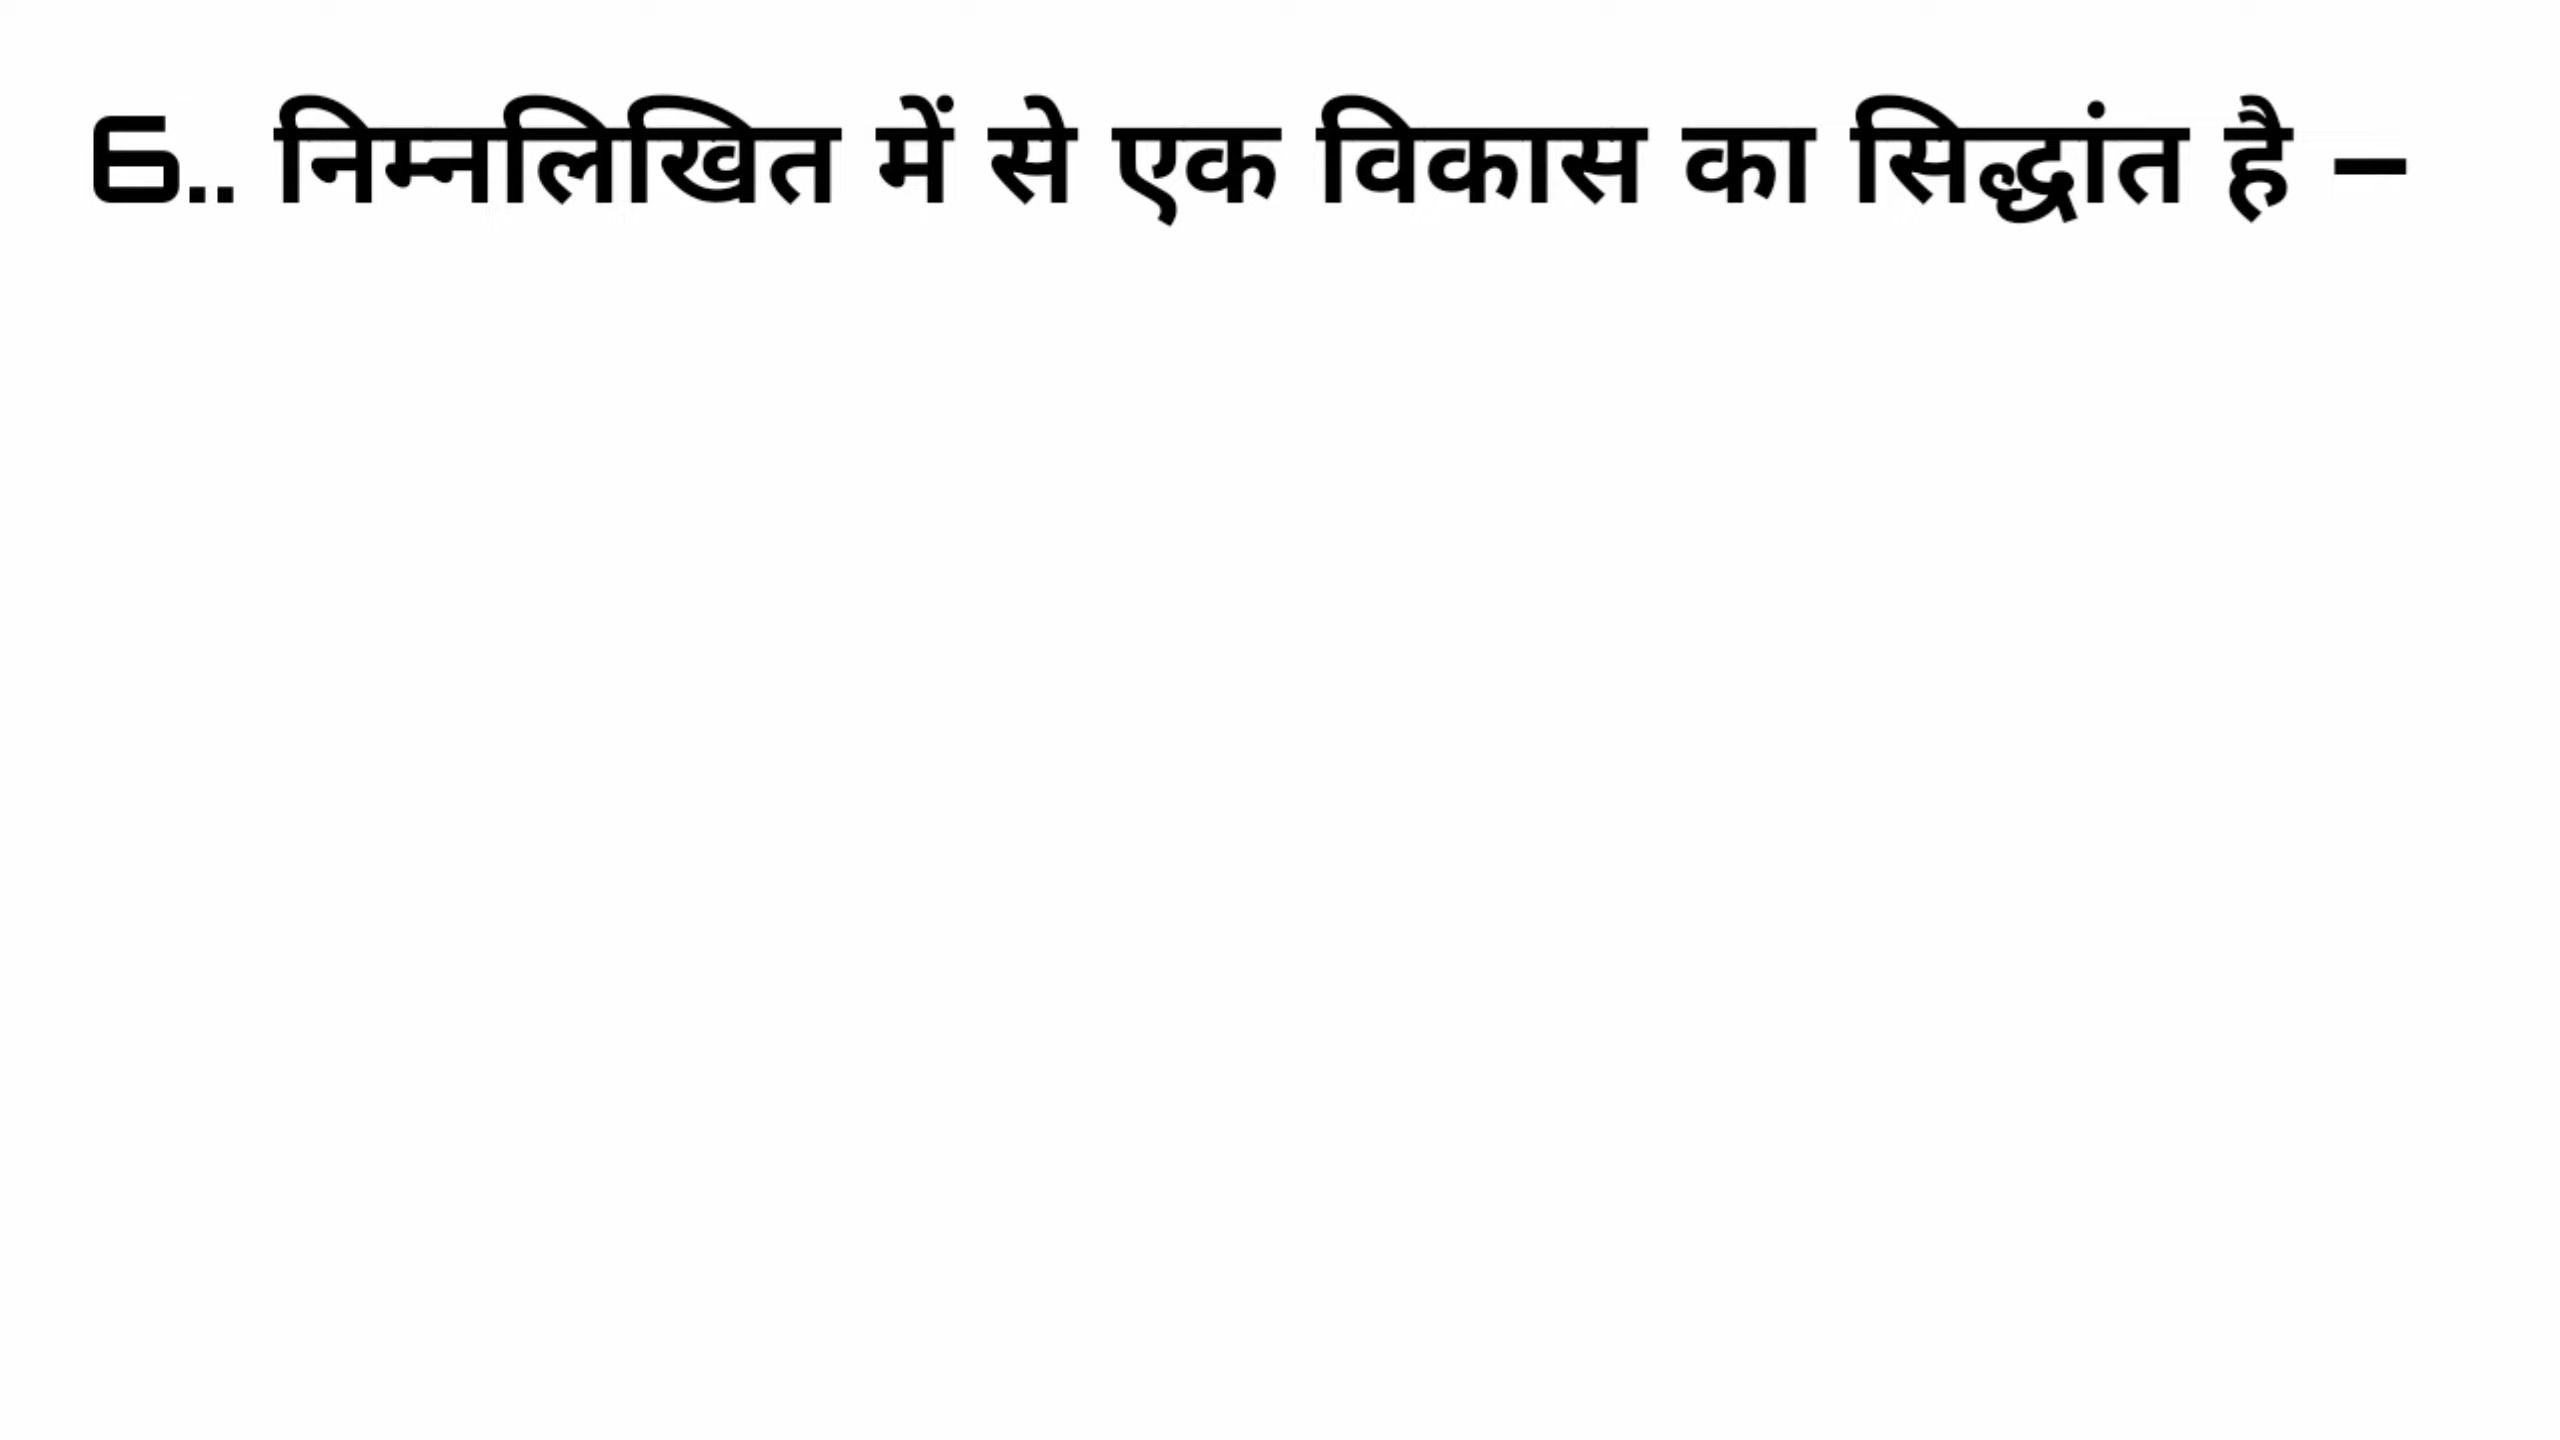 6.. निम्नलिखित में से एक विकास का सिद्धांत है –